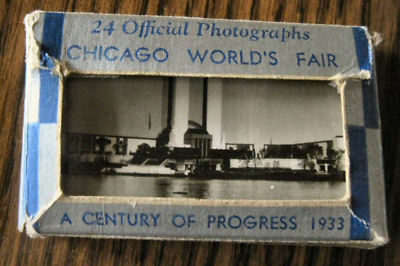 24 Official Photographs
CHICAGO WORLD'S FAIR
A CENTURY OF PROGRESS 1933